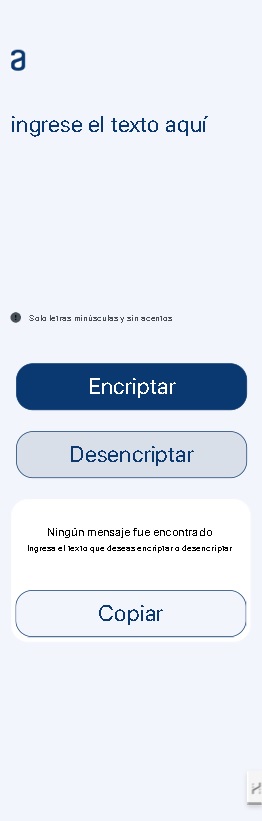 a
ingrese el texto aquí
Solo letras minúsculas y sin acentos
Encriptar
Desencriptar
Ningún mensaje fue encontrado
Ingresa el texto que deseas encriptar o desencriptar
Copiar